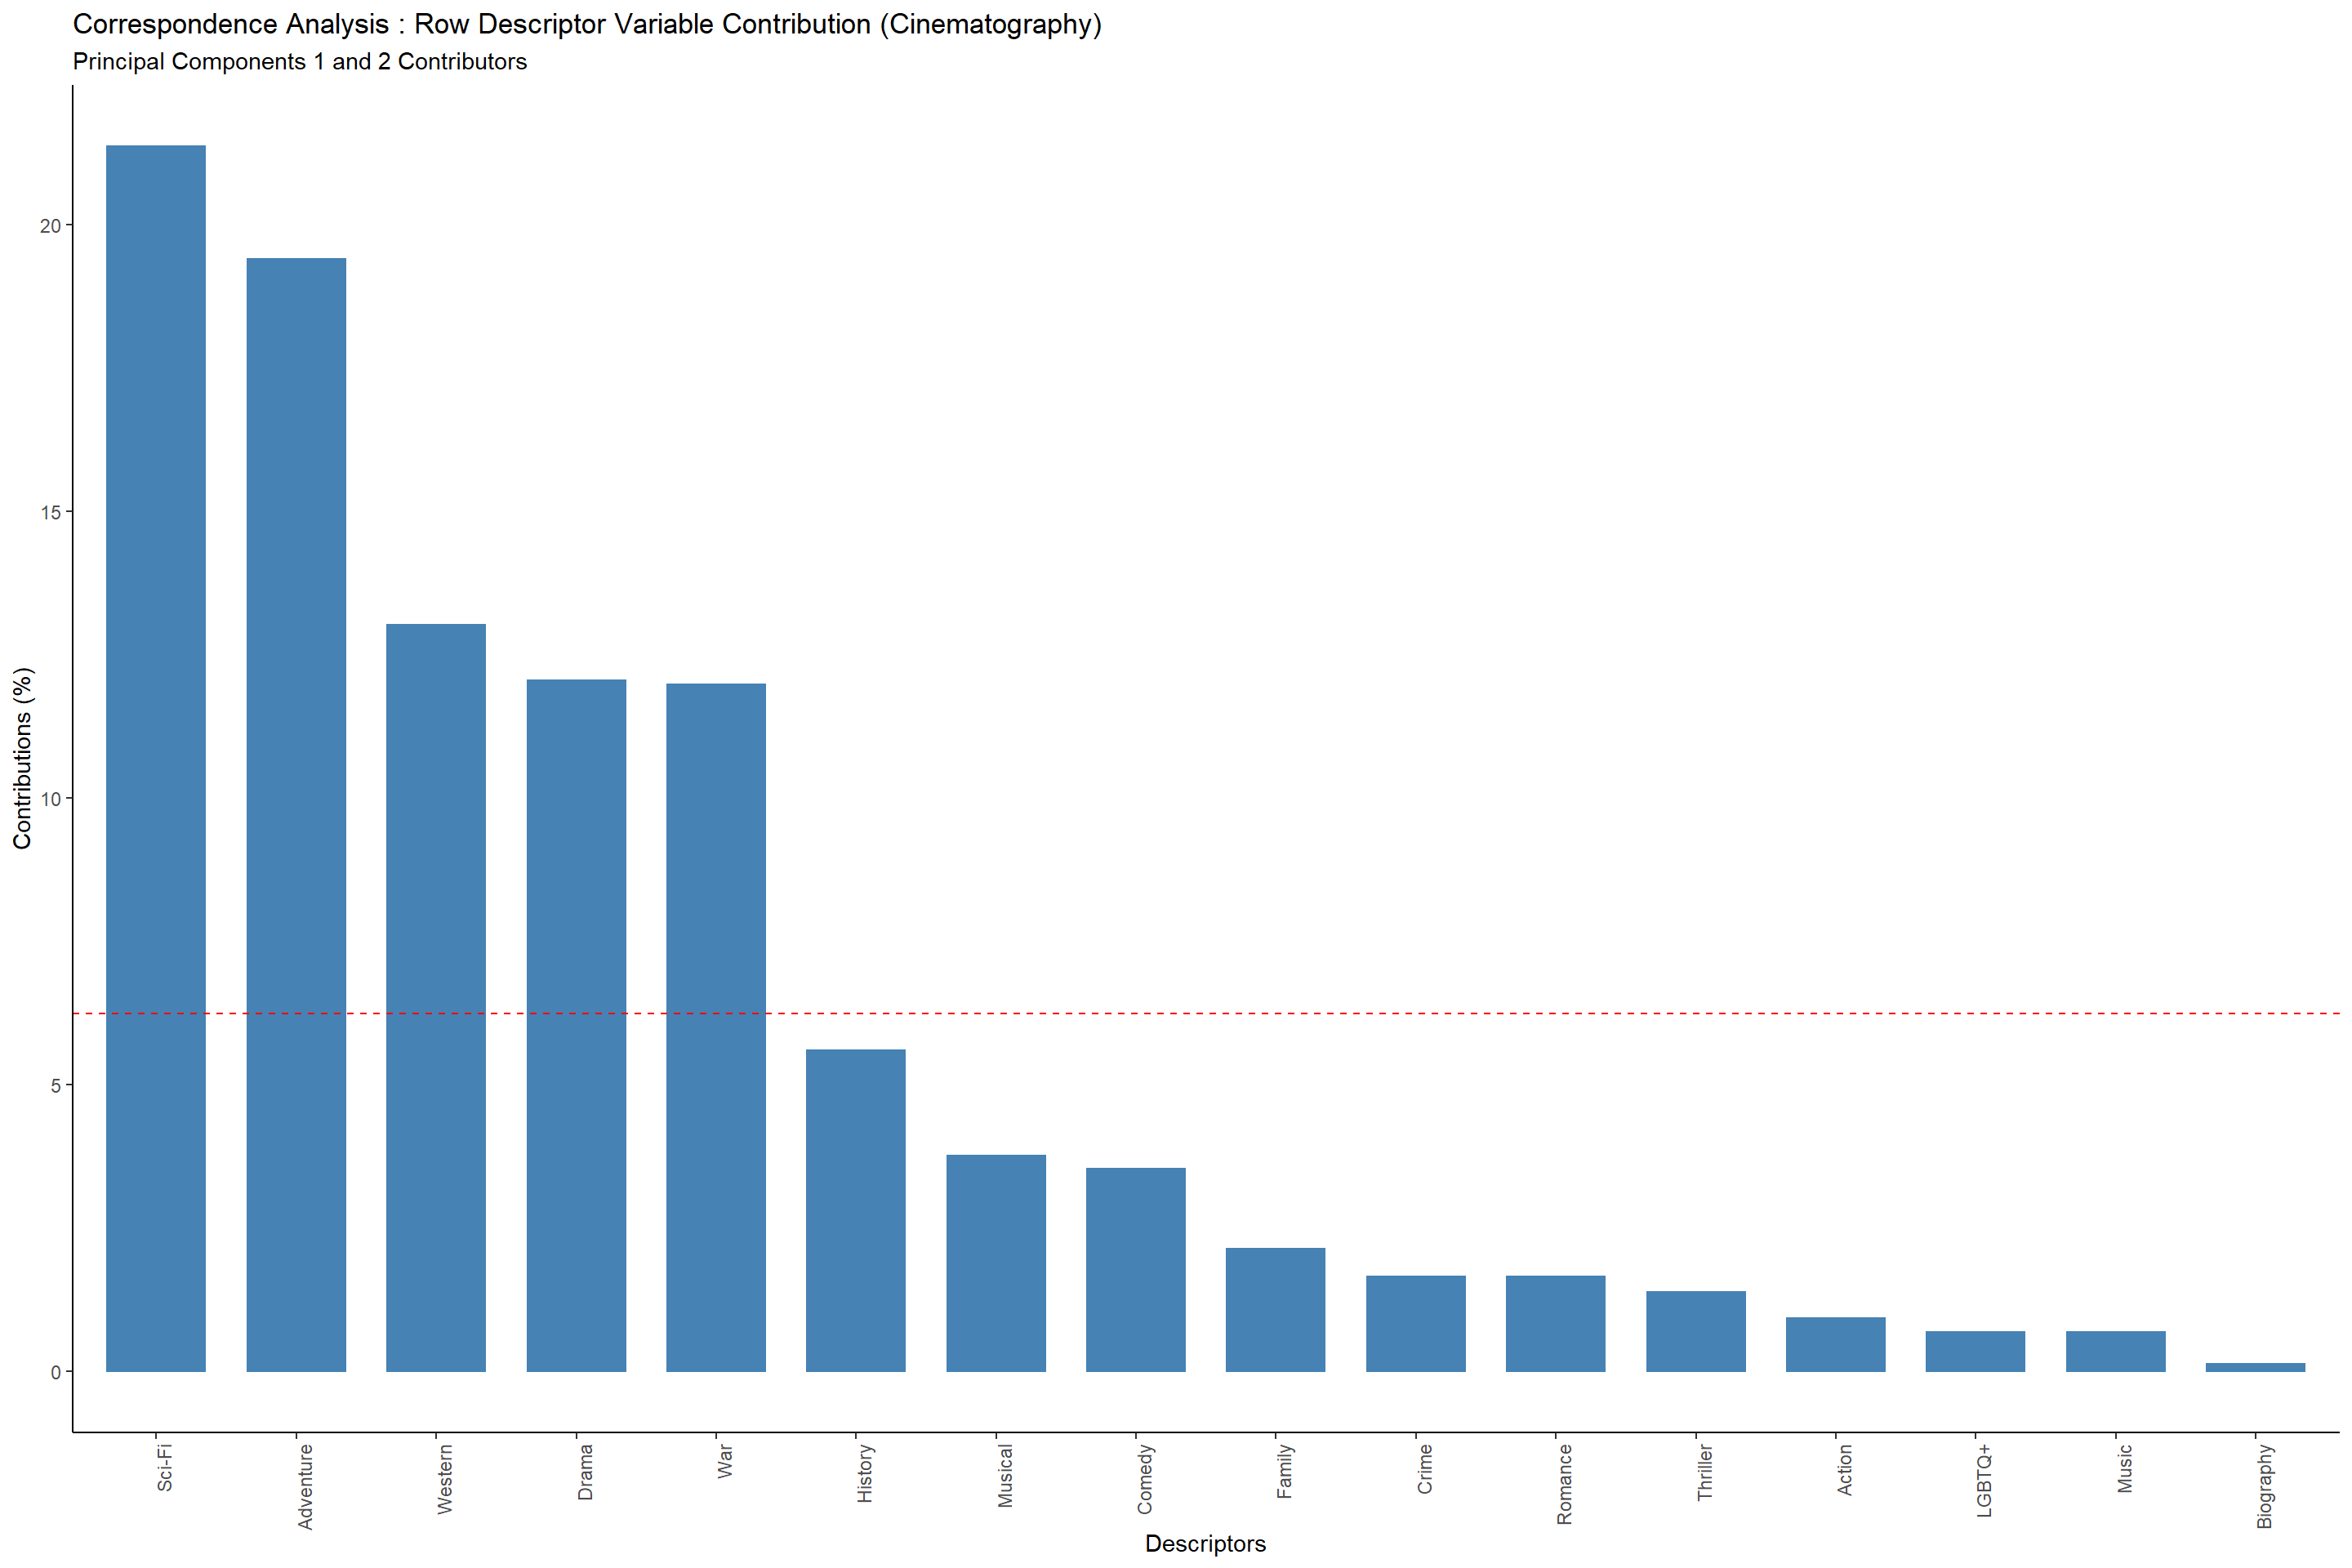 Correspondence Analysis : Row Descriptor Variable Contribution (Cinematography)
Principal Components 1 and 2 Contributors
Contributions (%)
20
15
10
5
0
Sci-Fi
Adventure
Western
Drama
War
History
Musical
Comedy
Family
Crime
Romance
Thriller
Action
LGBTQ+
Music
Biography
Descriptors